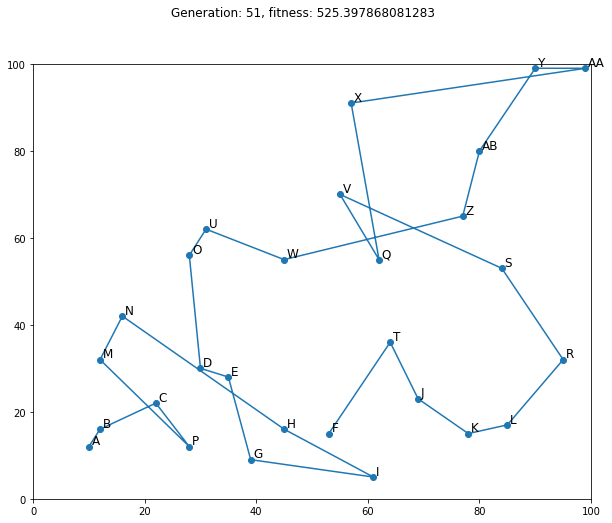 Generation: 51, fitness: 525.397868081283
100
80
60
40
20
0
0 20 40 60 80 100
Y AA
X
AB
V
Z
U
O W Q
S
N
T
M R
D
E
C
B H F J K L
A P
G
I